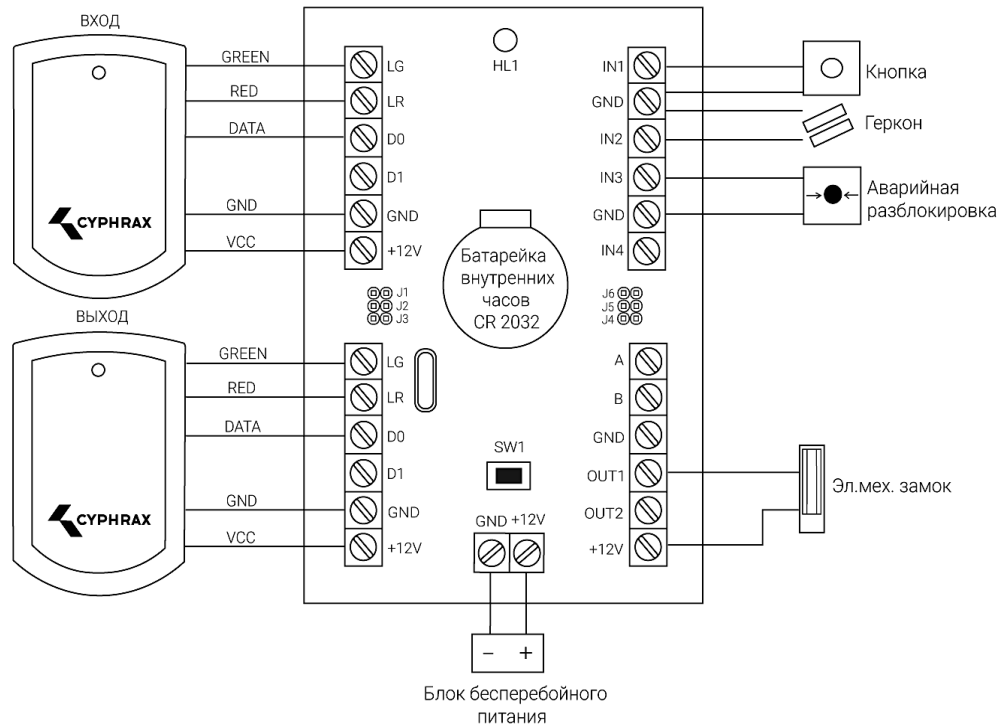 ВХОД
GREEN
RED
DATA
GND
VCC
CYPHRAX
LG
LR
D0
D1
GND
+12V
HL1
IN1
GND
IN2
IN3
GND
IN4
Кнопка
Геркон
Аварийная
разблокировка
Батарейка
внутренних
часов
CR 2032
J1
J2
J3
J6
J5
J4
ВЫХОД
GREEN
RED
DATA
GND
VCC
CYPHRAX
LG
LR
D0
D1
GND
+12V
SW1
GND +12V
A
B
GND
OUT1
OUT2
+12V
Эл.мех. замок
– +
Блок бесперебойного
питания